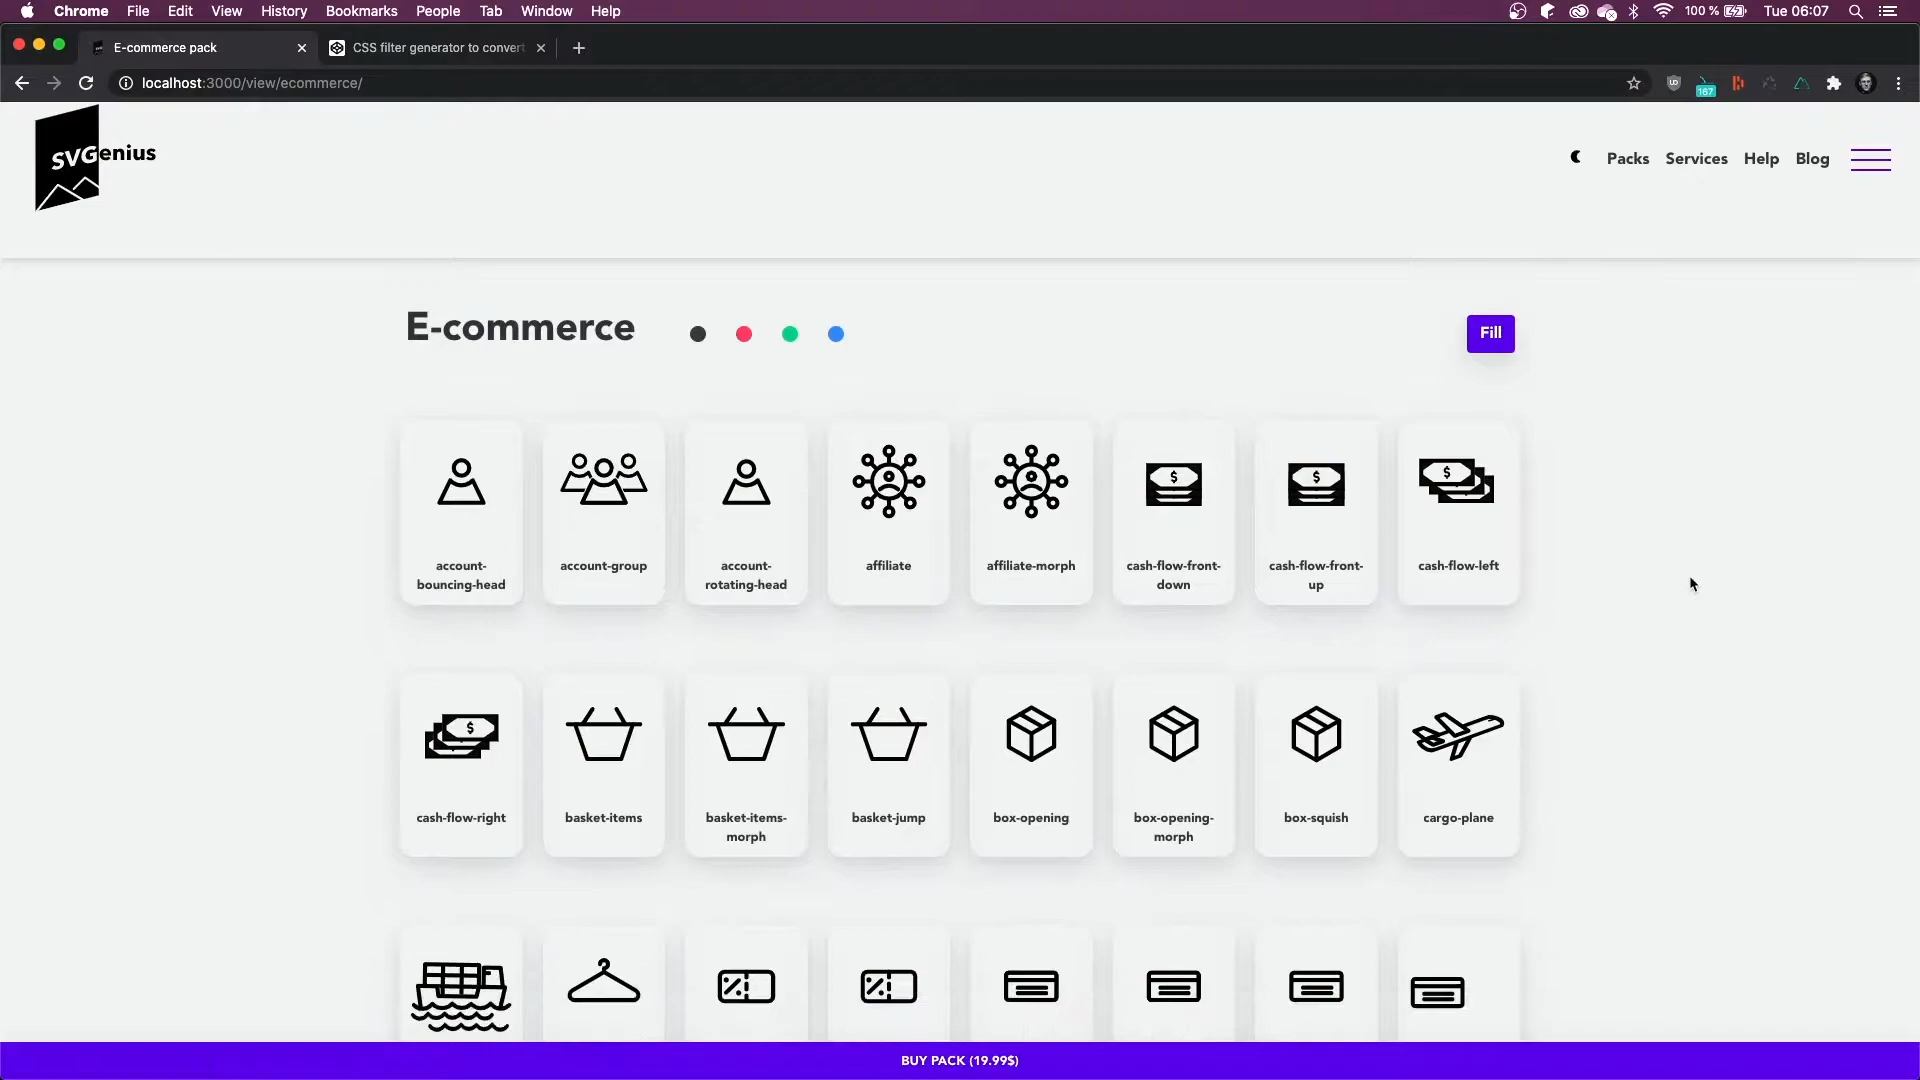 Chrome File Edit View History Bookmarks People Tab Window Help 100 % Tue 06:07
E-commerce pack CSS filter generator to convert
localhost:3000/view/ecommerce/ 167
SVGenius
Packs Services Help Blog
E-commerce Fill
account-
bouncing-head
account-group
account-
rotating-head
affiliate
affiliate-morph
cash-flow-front-
down
cash-flow-front-
up
cash-flow-left
cash-flow-right
basket-items
basket-items-
morph
basket-jump
box-opening
box-opening-
morph
box-squish
cargo-plane
BUY PACK (19.99$)